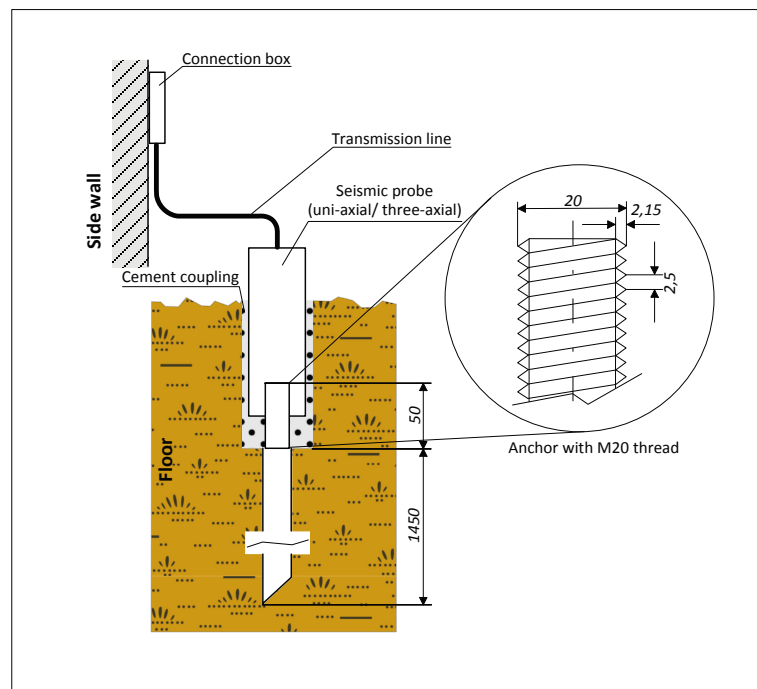 Connection box
Transmission line
Side wall
Seismic probe
(uni-axial/ three-axial)
20
2,15
Cement coupling
2,5
50
Anchor with M20 thread
Floor
1450